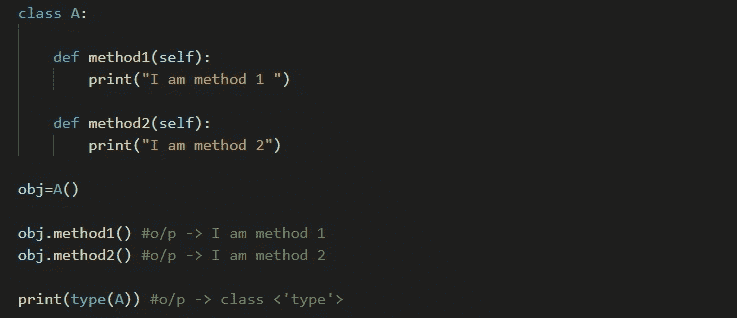 class A:
def method1(self):
print("I am method 1 ")
def method2(self):
print("I am method 2")
obj=A()
obj.method1() #o/p -> I am method 1
obj.method2() #o/p -> I am method 2
print(type(A)) #o/p -> class <'type'>